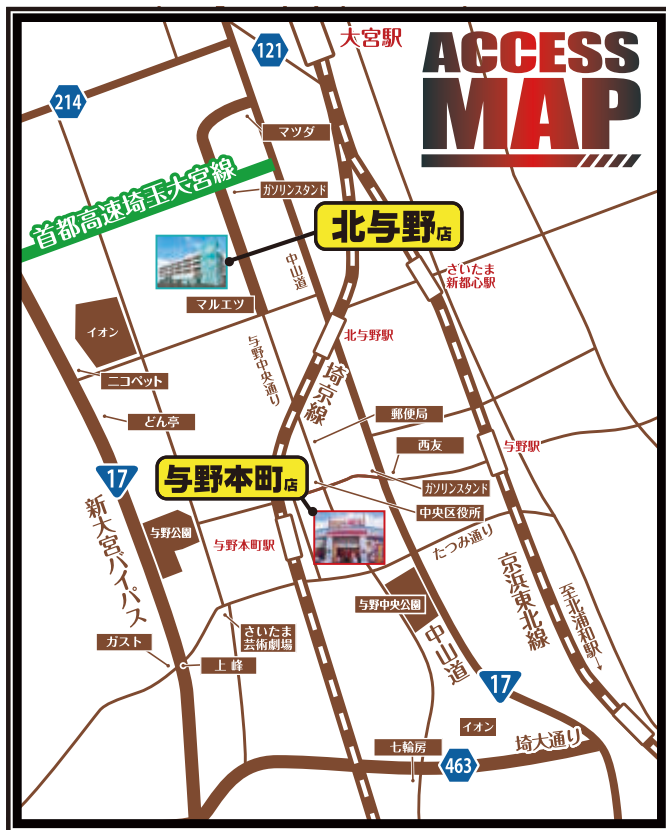 ACCESS
MAP
大宮駅
121
214
マツダ
首都高速埼玉大宮線
ガソリンスタンド
北与野店
中山道
さいたま
新都心駅
マルエツ
イオン
北与野駅
与野中央通り
埼京線
ニコペット
どん亭
郵便局
西友
与野駅
17
与野本町店
ガソリンスタンド
中央区役所
新大宮バイパス
与野公園
与野本町駅
たつみ通り
京浜東北線
至北浦和駅→
与野中央公園
中山道
さいたま
芸術劇場
ガスト
上峰
17
イオン
埼大通り
七輪房
463